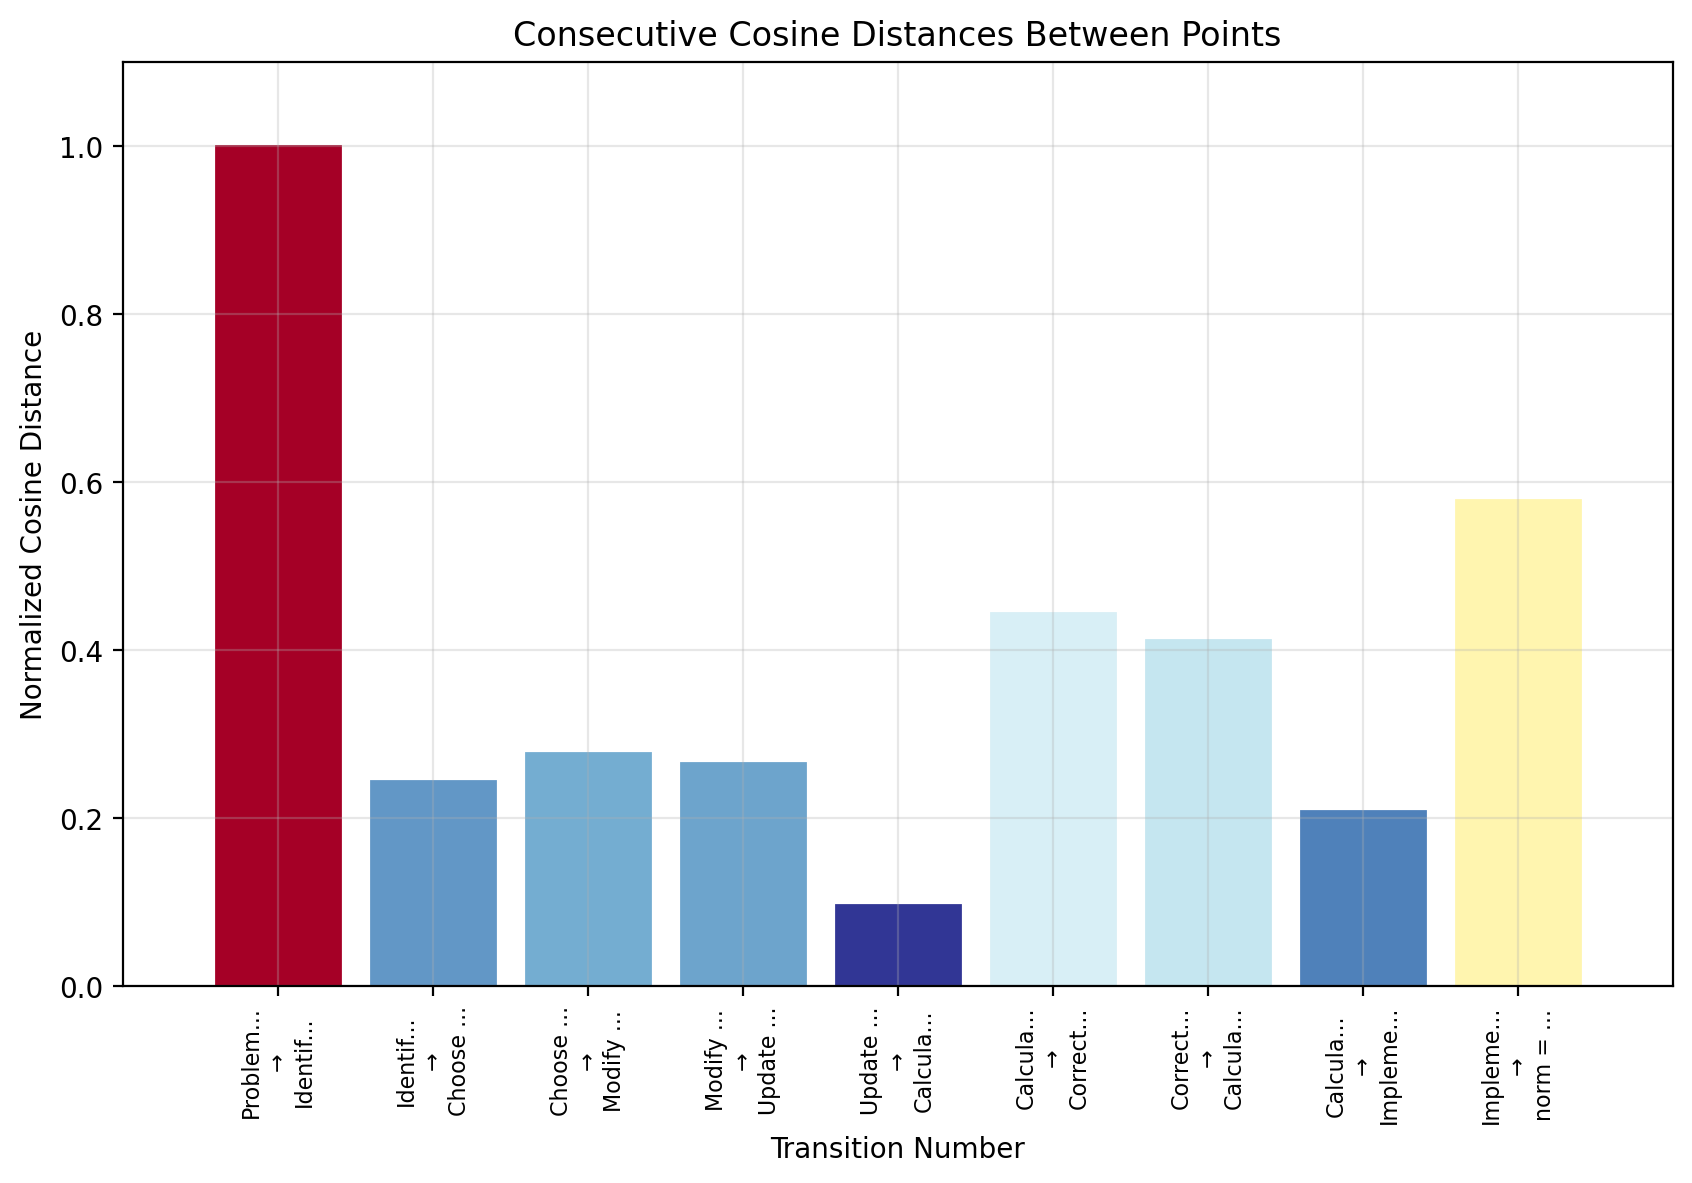 Consecutive Cosine Distances Between Points
Normalized Cosine Distance
1.0
0.8
0.6
0.4
0.2
0.0
Problem...
→
Identif...
Identif...
→
Choose ...
Choose ...
→
Modify ...
Modify ...
→
Update ...
Update ...
→
Calcula...
Calcula...
→
Correct...
Correct...
→
Calcula...
Calcula...
→
Impleme...
Impleme...
→
norm = ...
Transition Number